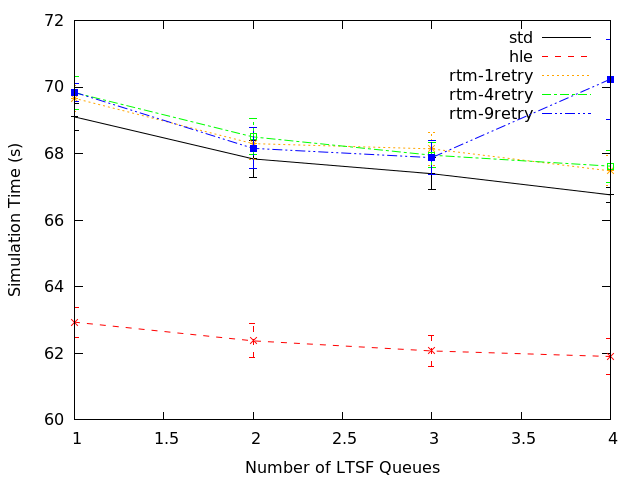 72
70
68
66
64
62
60
Simulation Time (s)
std
hle
rtm-1retry
rtm-4retry
rtm-9retry
1 1.5 2 2.5 3 3.5 4
Number of LTSF Queues